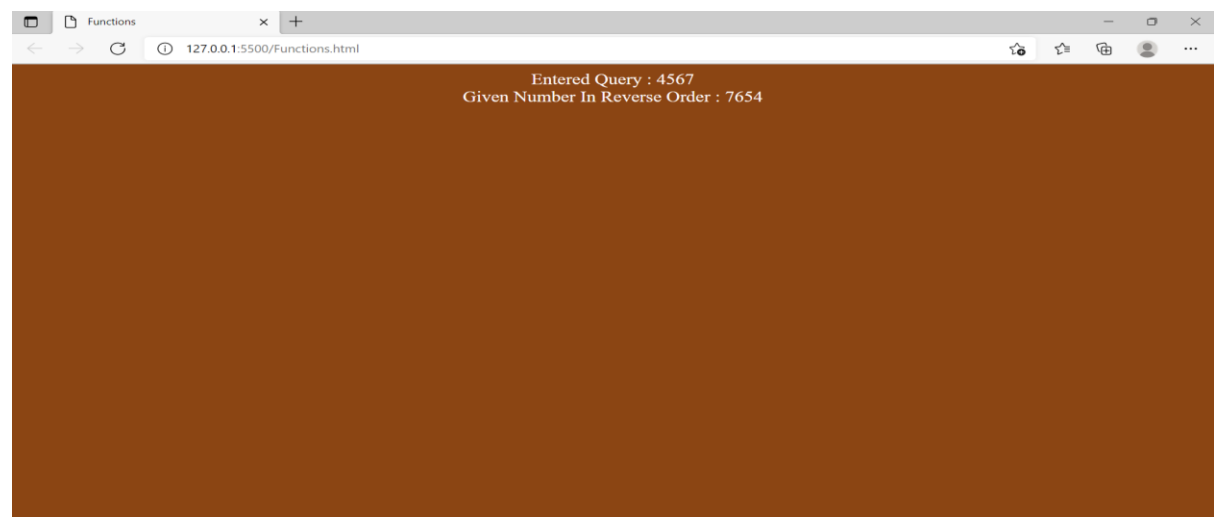 Functions
127.0.0.1:5500/Functions.html
Entered Query : 4567
Given Number In Reverse Order : 7654